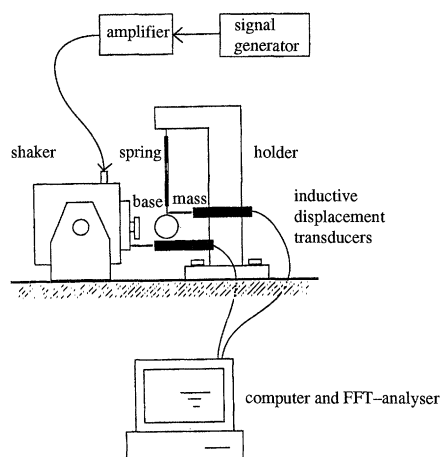 amplifier
signal
generator
shaker
spring
holder
base
mass
inductive
displacement
transducers
computer and FFT–analyser